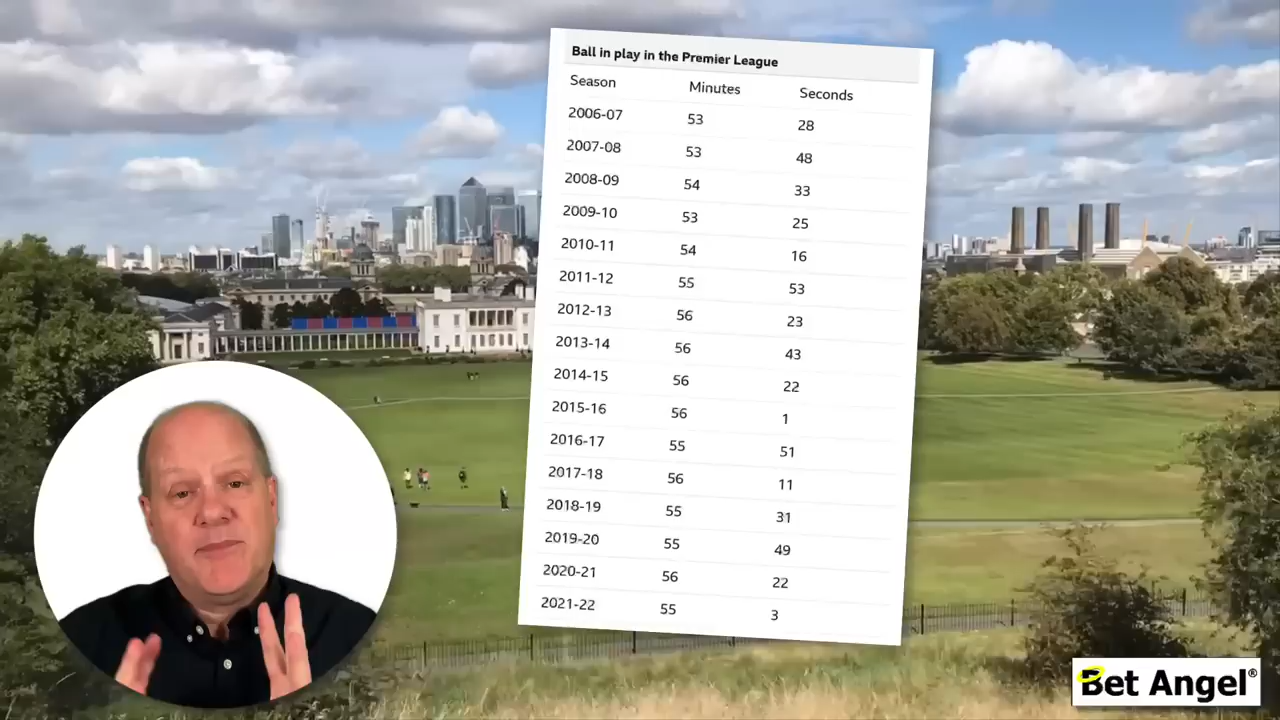 Ball in play in the Premier League
Season Minutes Seconds
2006-07 53 28
2007-08 53 48
2008-09 54 33
2009-10 53 25
2010-11 54 16
2011-12 55 53
2012-13 56 23
2013-14 56 43
2014-15 56 22
2015-16 56 1
2016-17 55 51
2017-18 56 11
2018-19 55 31
2019-20 55 49
2020-21 56 22
2021-22 55 3
Bet Angel®